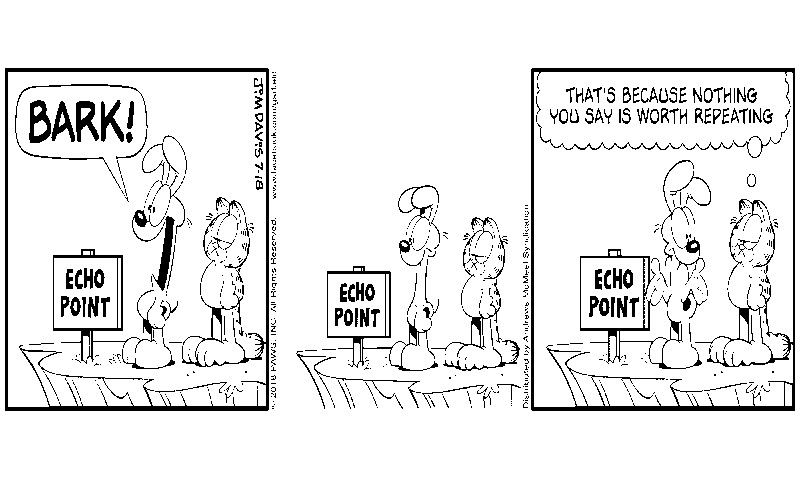 BARK!
ECHO
POINT
JIM DAVIS 7-18
© 2018 PAWS, INC. All Rights Reserved.
ECHO
POINT
Distributed by Andrews McMeel Syndication
THAT'S BECAUSE NOTHING
YOU SAY IS WORTH REPEATING
ECHO
POINT